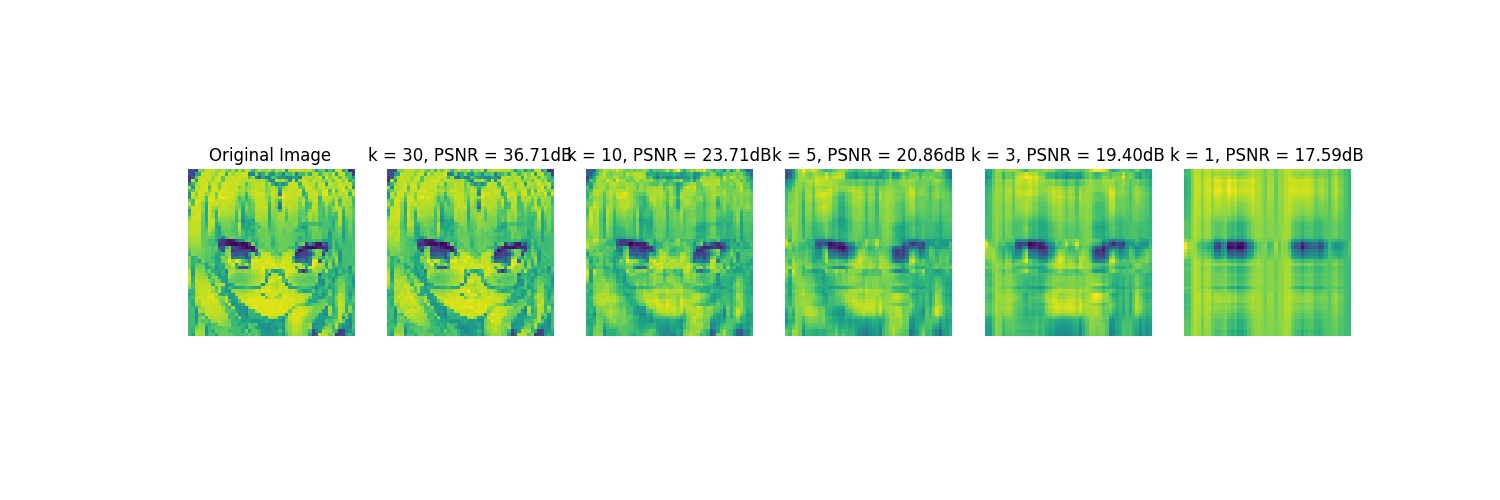 Original Image
k = 30, PSNR = 36.71dB
k = 10, PSNR = 23.71dB
k = 5, PSNR = 20.86dB
k = 3, PSNR = 19.40dB
k = 1, PSNR = 17.59dB